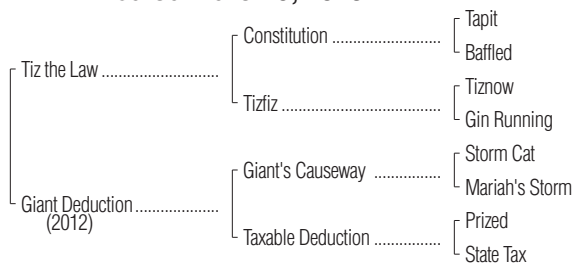 Constitution
Tapit
Baffled
Tiz the Law
Tizfiz
Tiznow
Gin Running
Giant's Causeway
Storm Cat
Mariah's Storm
Giant Deduction
(2012)
Taxable Deduction
Prized
State Tax